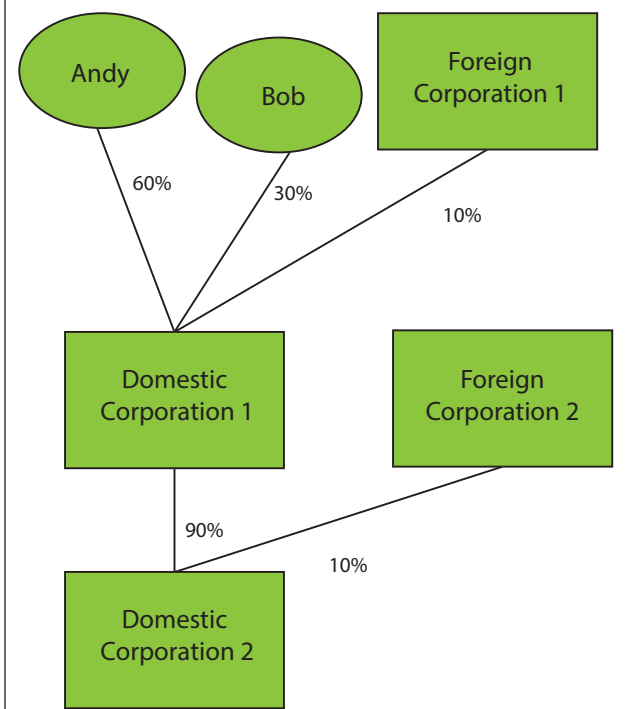 Andy
Bob
Foreign
Corporation 1
60%
30%
10%
Domestic
Corporation 1
Foreign
Corporation 2
90%
10%
Domestic
Corporation 2